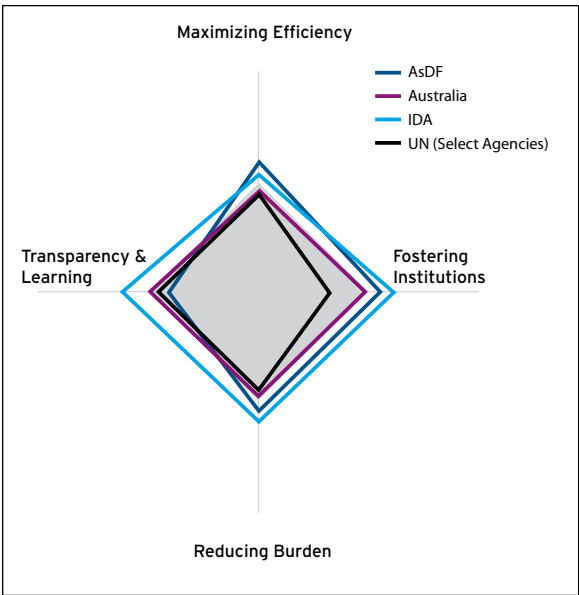 Maximizing Efficiency
AsDF
Australia
IDA
UN (Select Agencies)
Transparency &
Learning
Fostering
Institutions
Reducing Burden